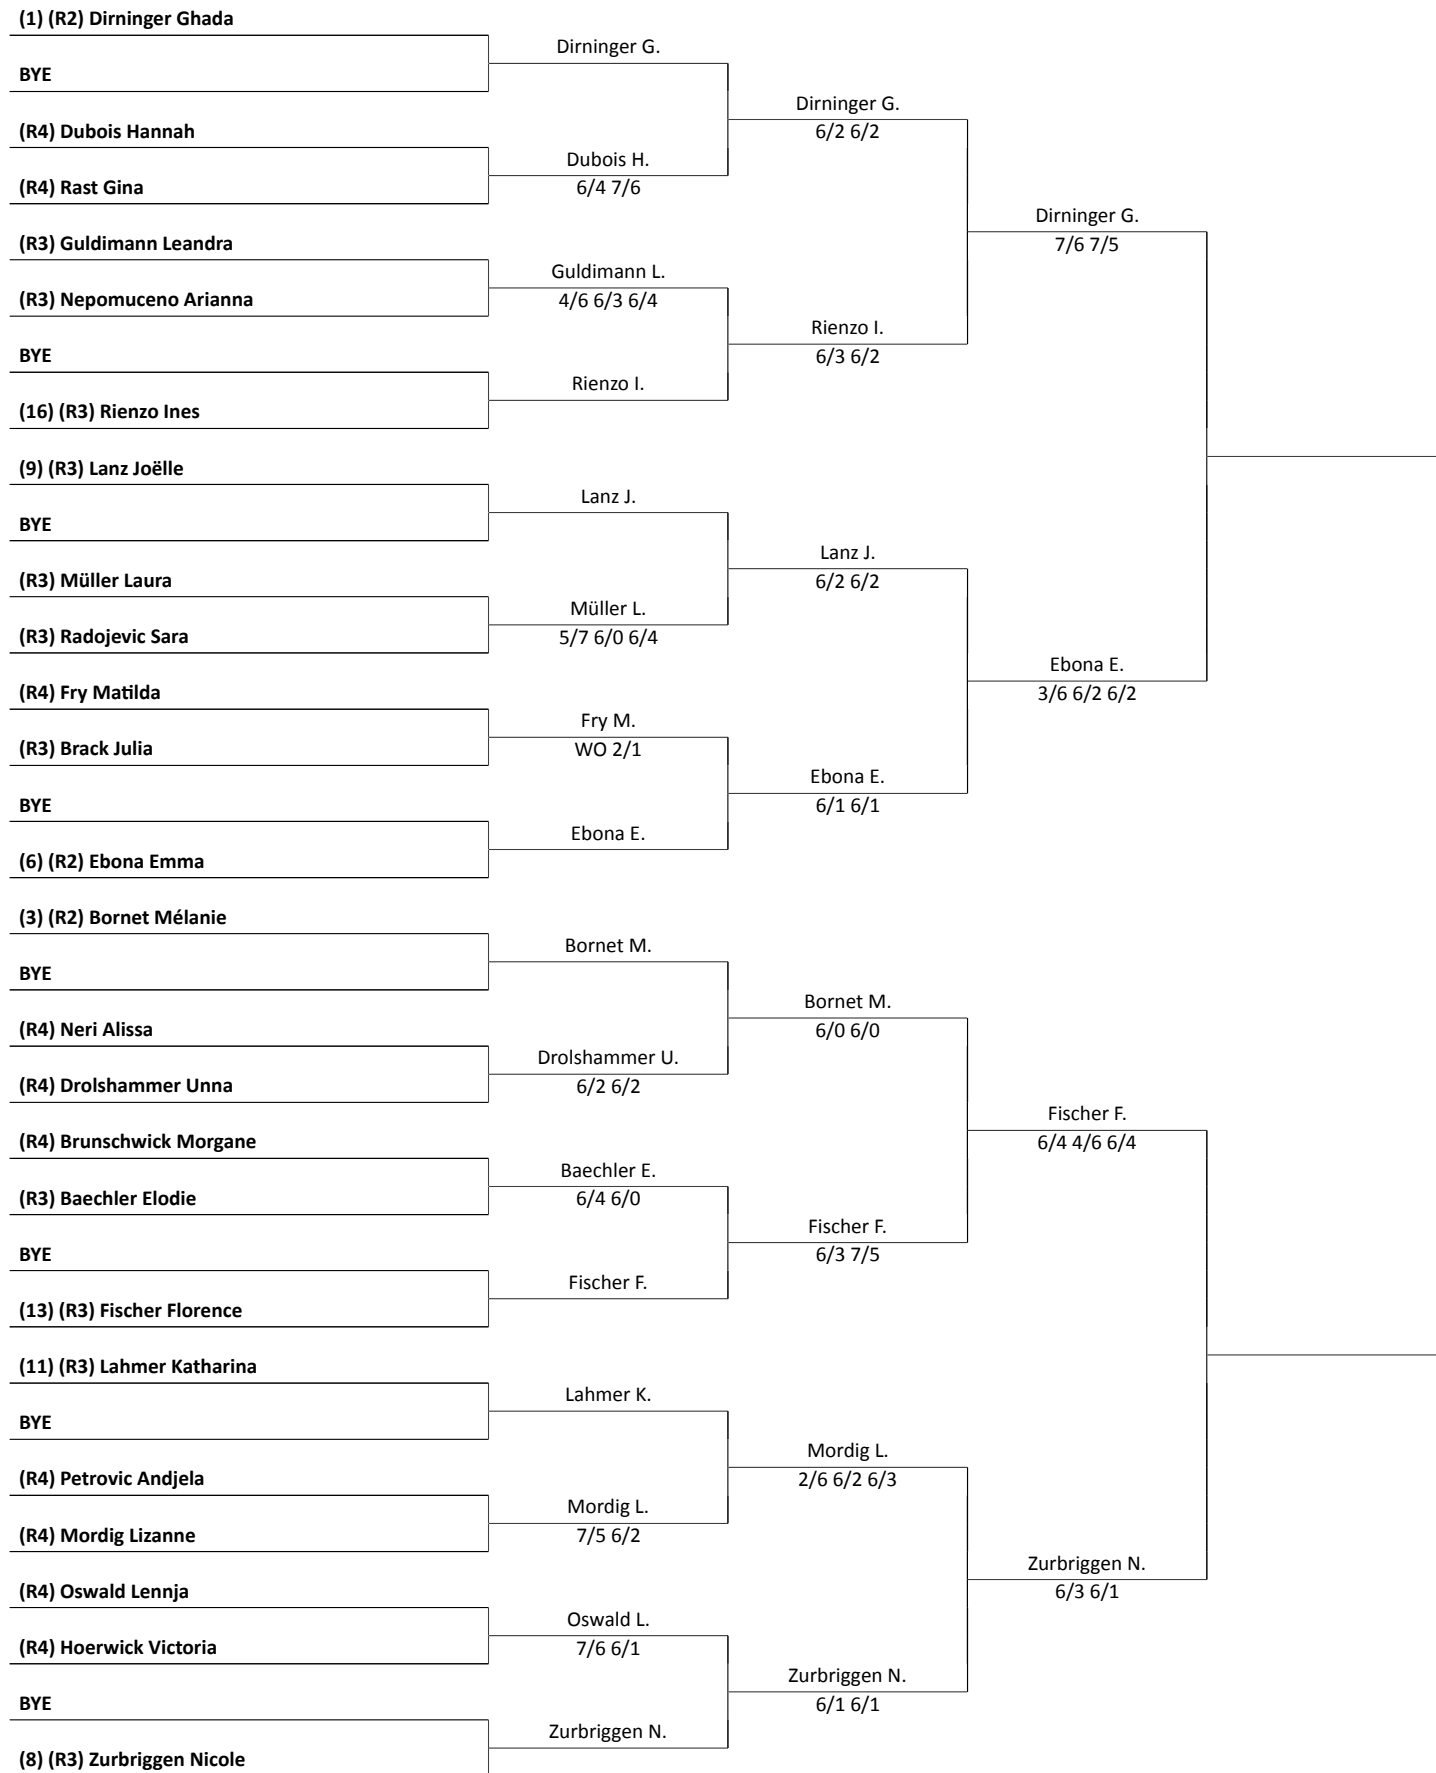 (1) (R2) Dirninger Ghada
Dirninger G.
BYE
Dirninger G.
6/2 6/2
(R4) Dubois Hannah
Dubois H.
6/4 7/6
(R4) Rast Gina
Dirninger G.
7/6 7/5
(R3) Guldimann Leandra
Guldimann L.
4/6 6/3 6/4
(R3) Nepomuceno Arianna
Rienzo I.
6/3 6/2
BYE
Rienzo I.
(16) (R3) Rienzo Ines
(9) (R3) Lanz Joëlle
Lanz J.
BYE
Lanz J.
6/2 6/2
(R3) Müller Laura
Müller L.
5/7 6/0 6/4
(R3) Radojevic Sara
Ebona E.
3/6 6/2 6/2
(R4) Fry Matilda
Fry M.
WO 2/1
(R3) Brack Julia
Ebona E.
6/1 6/1
BYE
Ebona E.
(6) (R2) Ebona Emma
(3) (R2) Bornet Mélanie
Bornet M.
BYE
Bornet M.
6/0 6/0
(R4) Neri Alissa
Drolshammer U.
6/2 6/2
(R4) Drolshammer Unna
Fischer F.
6/4 4/6 6/4
(R4) Brunschwick Morgane
Baechler E.
6/4 6/0
(R3) Baechler Elodie
Fischer F.
6/3 7/5
BYE
Fischer F.
(13) (R3) Fischer Florence
(11) (R3) Lahmer Katharina
Lahmer K.
BYE
Mordig L.
2/6 6/2 6/3
(R4) Petrovic Andjela
Mordig L.
7/5 6/2
(R4) Mordig Lizanne
Zurbriggen N.
6/3 6/1
(R4) Oswald Lennja
Oswald L.
7/6 6/1
(R4) Hoerwick Victoria
Zurbriggen N.
6/1 6/1
BYE
Zurbriggen N.
(8) (R3) Zurbriggen Nicole